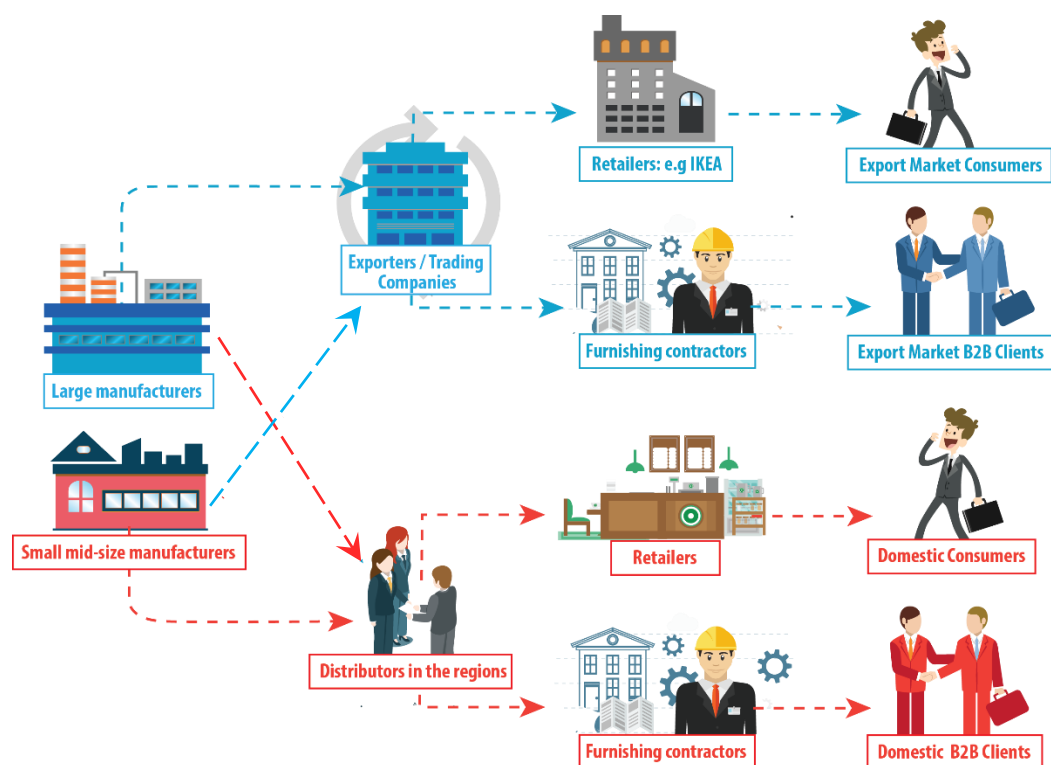 Retailers: e.g IKEA
Export Market Consumers
Exporters / Trading
Companies
Furnishing contractors
Export Market B2B Clients
Large manufacturers
Small mid-size manufacturers
Retailers
Domestic Consumers
Distributors in the regions
Furnishing contractors
Domestic B2B Clients